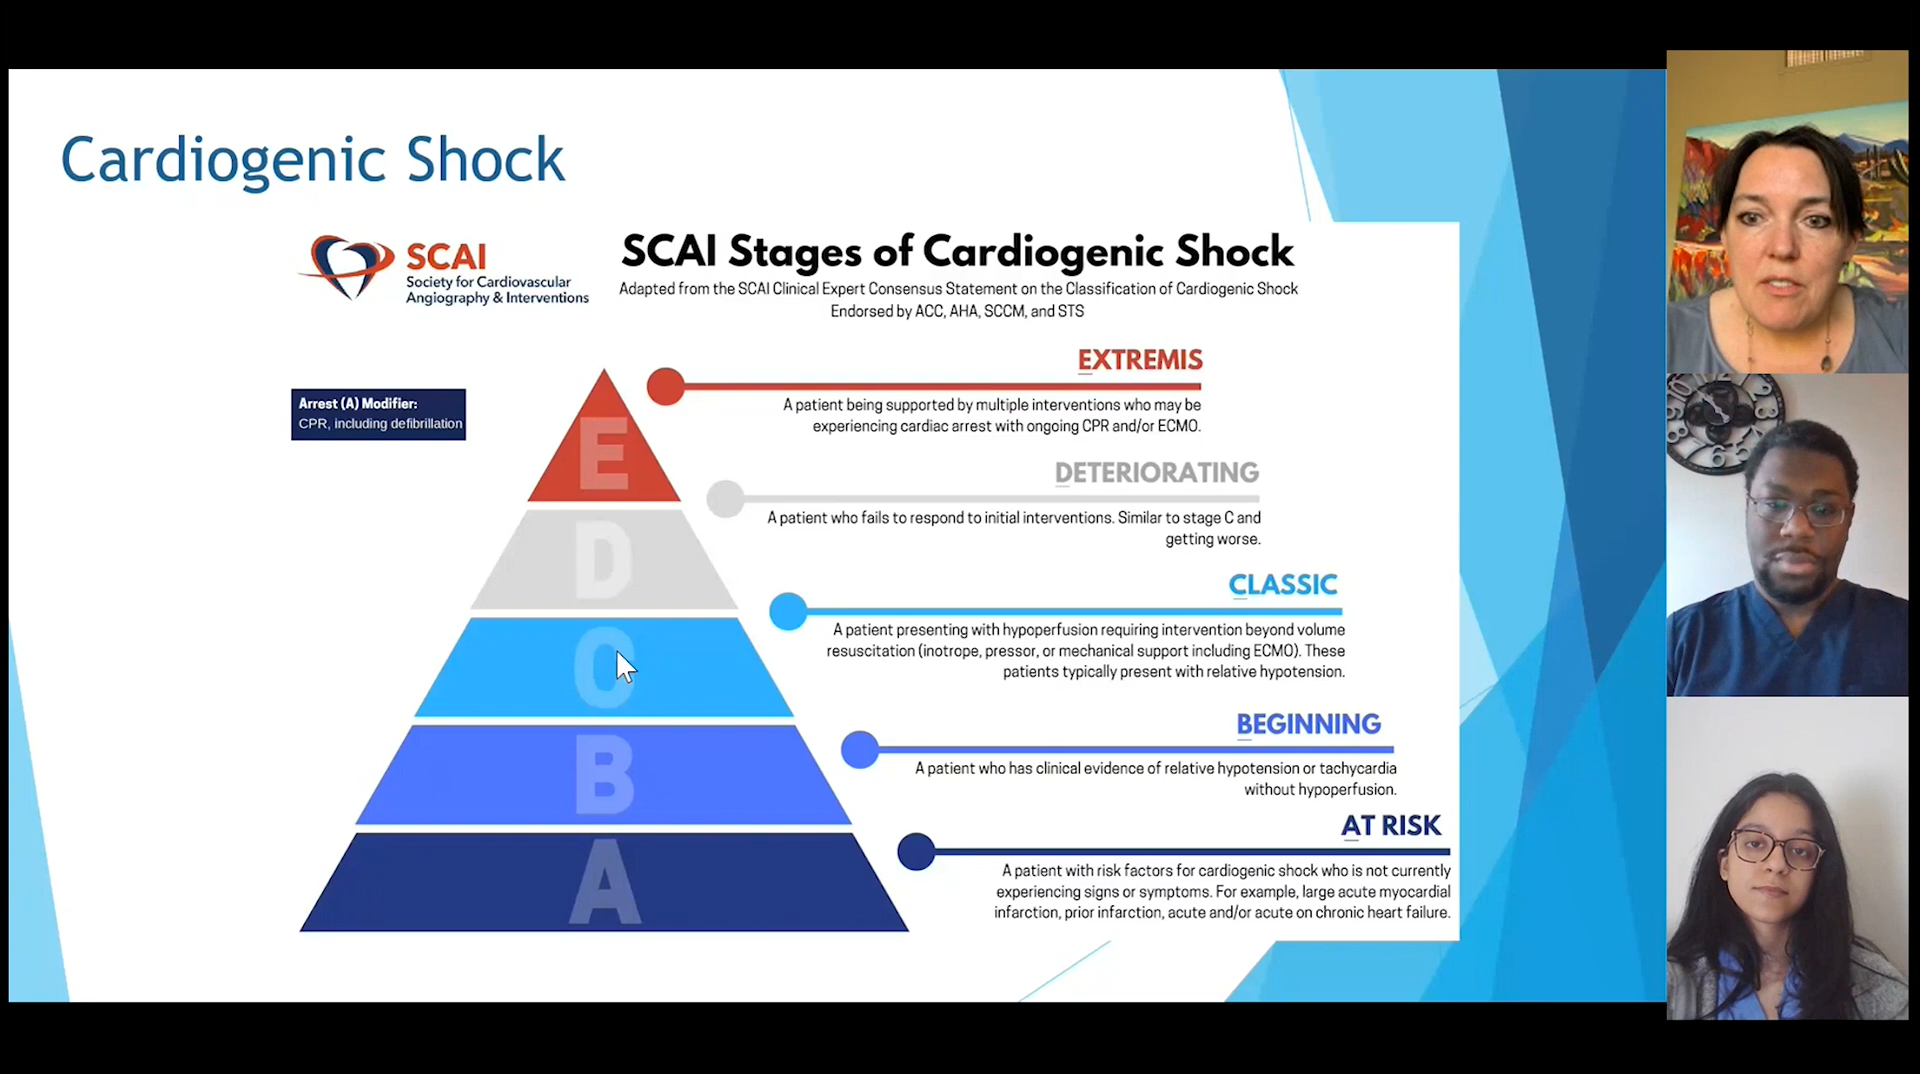 Cardiogenic Shock
SCAI
Society for Cardiovascular
Angiography & Interventions
SCAI Stages of Cardiogenic Shock
Adapted from the SCAI Clinical Expert Consensus Statement on the Classification of Cardiogenic Shock
Endorsed by ACC, AHA, SCCM, and STS
Arrest (A) Modifier:
CPR, including defibrillation
E
EXTREMIS
A patient being supported by multiple interventions who may be
experiencing cardiac arrest with ongoing CPR and/or ECMO.
D
DETERIORATING
A patient who fails to respond to initial interventions. Similar to stage C and
getting worse.
C
CLASSIC
A patient presenting with hypoperfusion requiring intervention beyond volume
resuscitation (inotrope, pressor, or mechanical support including ECMO). These
patients typically present with relative hypotension.
B
BEGINNING
A patient who has clinical evidence of relative hypotension or tachycardia
without hypoperfusion.
A
AT RISK
A patient with risk factors for cardiogenic shock who is not currently
experiencing signs or symptoms. For example, large acute myocardial
infarction, prior infarction, acute and/or acute on chronic heart failure.